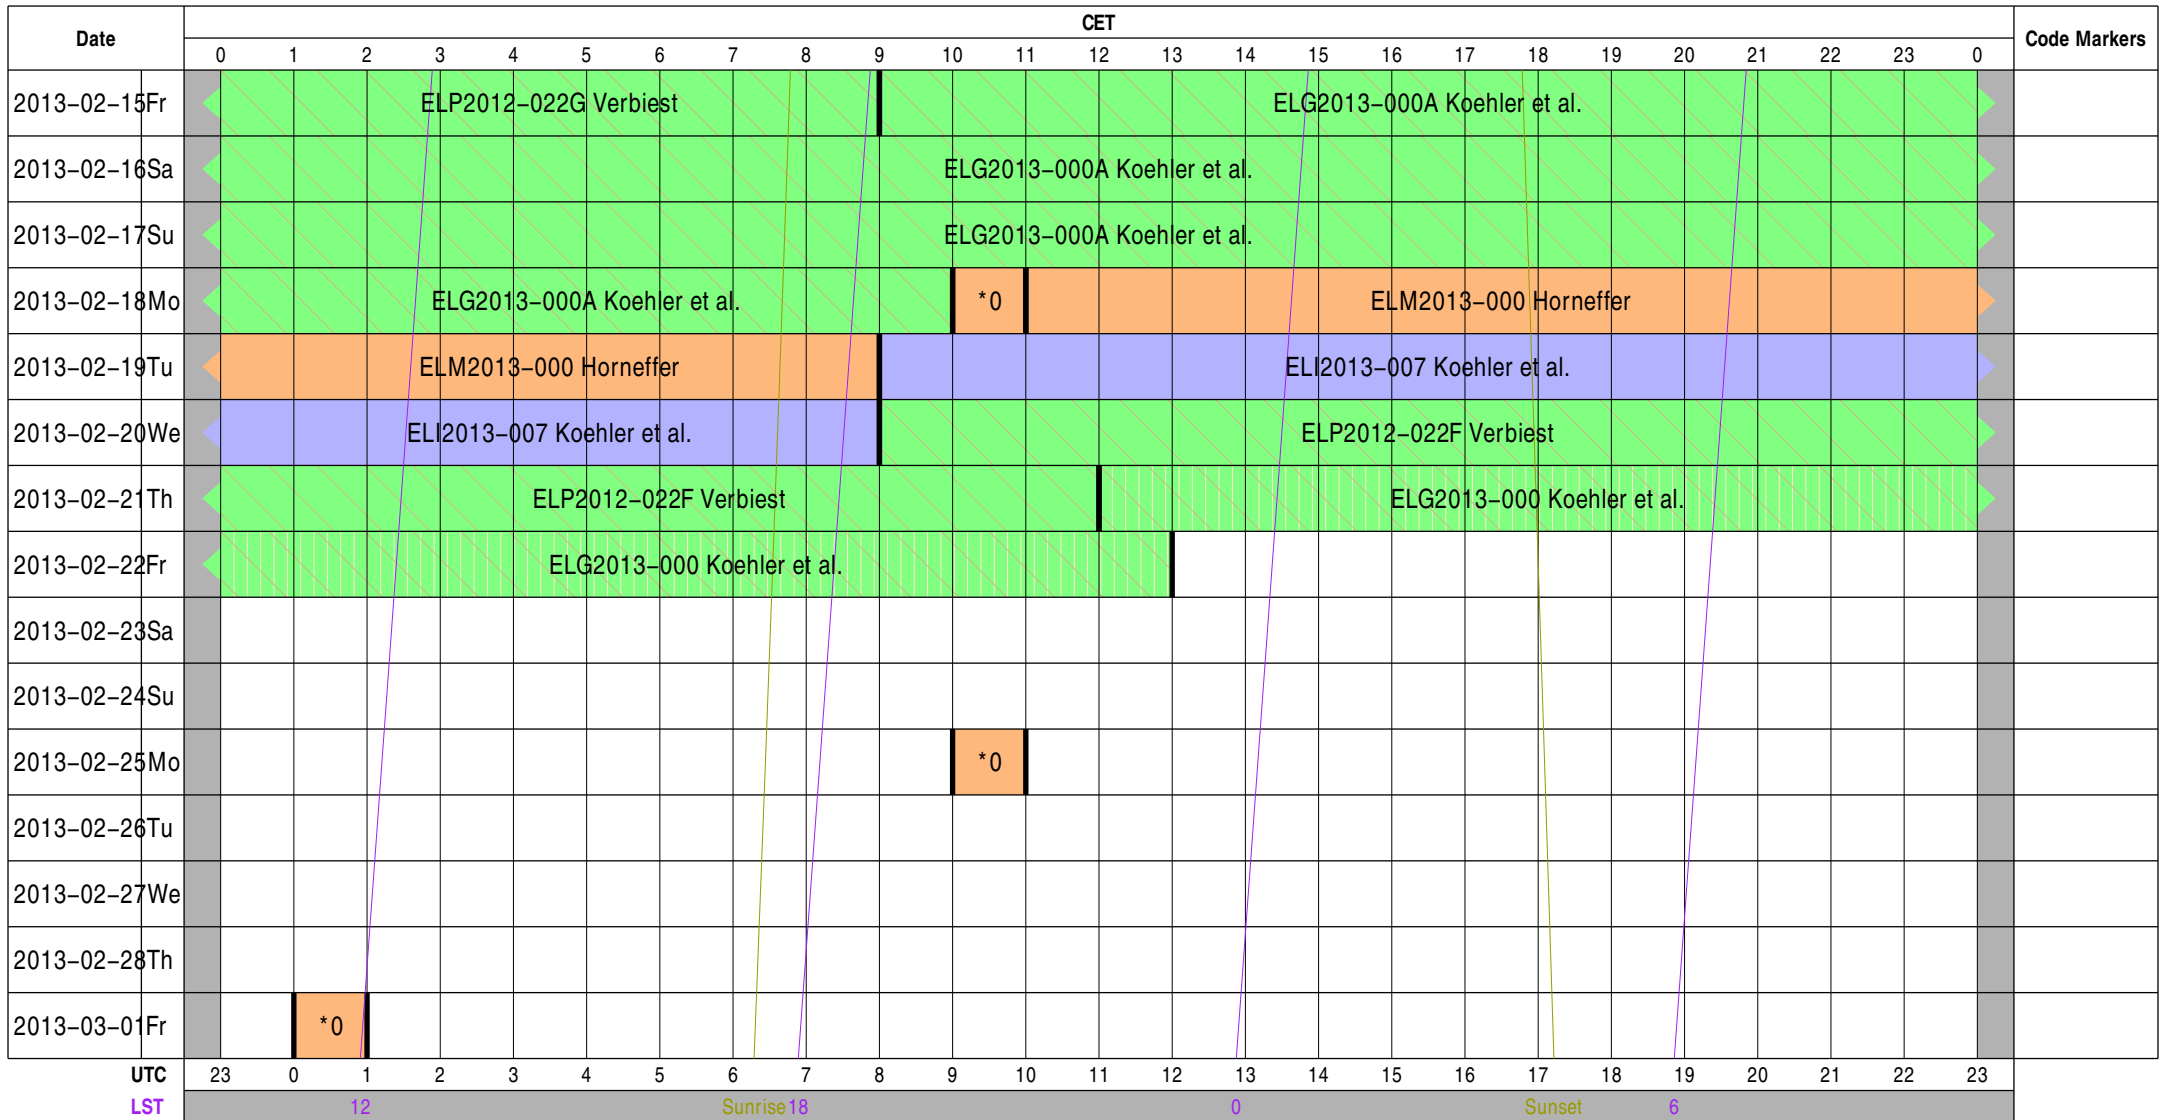 Date CET Code Markers
0 1 2 3 4 5 6 7 8 9 10 11 12 13 14 15 16 17 18 19 20 21 22 23 0
2013-02-15Fr ELP2012-022G Verbiest ELG2013-000A Koehler et al.
2013-02-16Sa ELG2013-000A Koehler et al.
2013-02-17Su ELG2013-000A Koehler et al.
2013-02-18Mo ELG2013-000A Koehler et al. *0 ELM2013-000 Horneffer
2013-02-19Tu ELM2013-000 Horneffer ELI2013-007 Koehler et al.
2013-02-20We ELI2013-007 Koehler et al. ELP2012-022F Verbiest
2013-02-21Th ELP2012-022F Verbiest ELG2013-000 Koehler et al.
2013-02-22Fr ELG2013-000 Koehler et al.
2013-02-23Sa
2013-02-24Su
2013-02-25Mo *0
2013-02-26Tu
2013-02-27We
2013-02-28Th
2013-03-01Fr *0
UTC 23 0 1 2 3 4 5 6 7 8 9 10 11 12 13 14 15 16 17 18 19 20 21 22 23
LST 12 Sunrise 18 0 Sunset 6